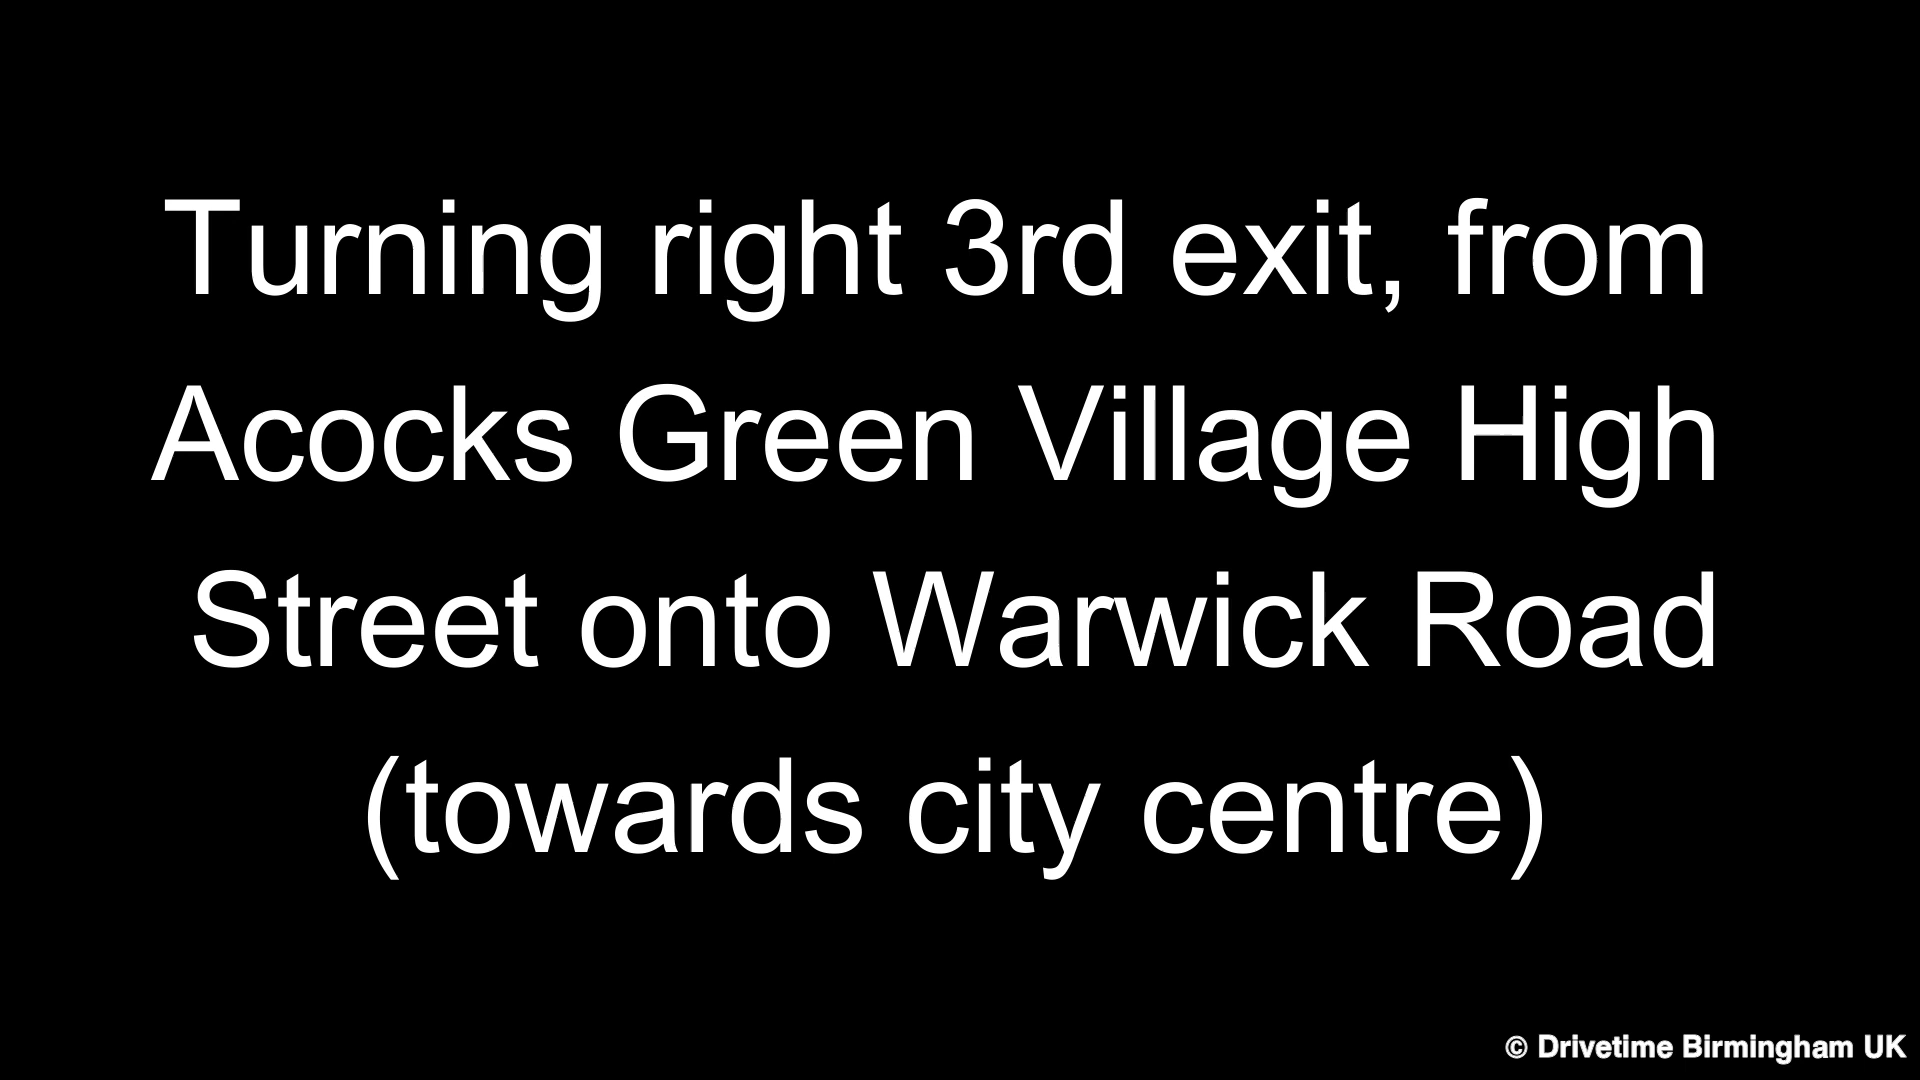 Turning right 3rd exit, from
Acocks Green Village High
Street onto Warwick Road
(towards city centre)
© Drivetime Birmingham UK